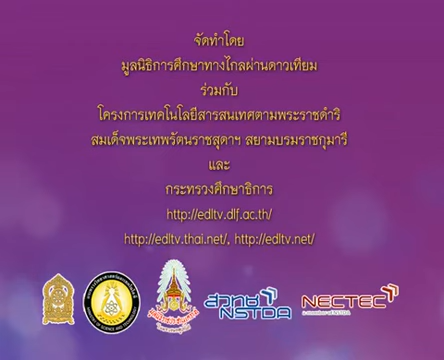 จัดทำโดย
มูลนิธิการศึกษาทางไกลผ่านดาวเทียม
ร่วมกับ
โครงการเทคโนโลยีสารสนเทศตามพระราชดำริ
สมเด็จพระเทพรัตนราชสุดาฯ สยามบรมราชกุมารี
และ
กระทรวงศึกษาธิการ
http://edltv.dlf.ac.th/
http://edltv.thai.net/, http://edltv.net/
สวทช
NSTDA
NECTEC
a member of NSTDA